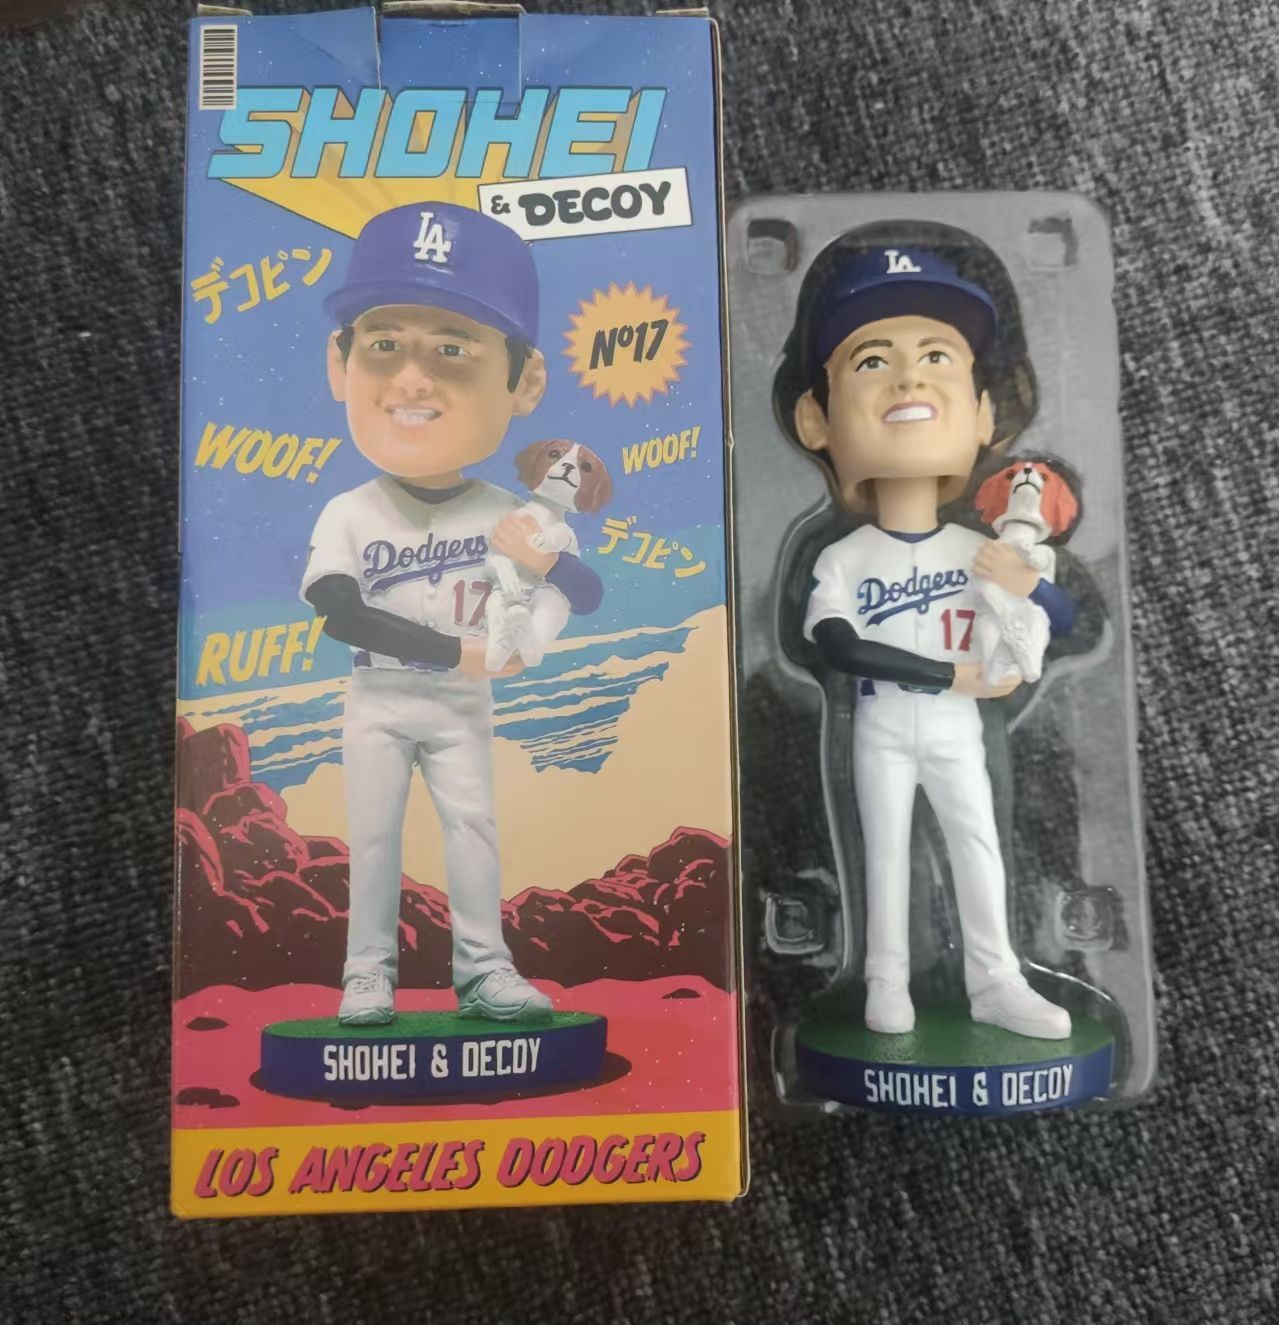 SHOHEI
& DECOY
LA
デコピン
Nº17
WOOF!
WOOF!
デコピン
Dodgers
17
RUFF!
SHOHEI & DECOY
LOS ANGELES DODGERS
LA
Dodgers
17
SHOHEI & DECOY